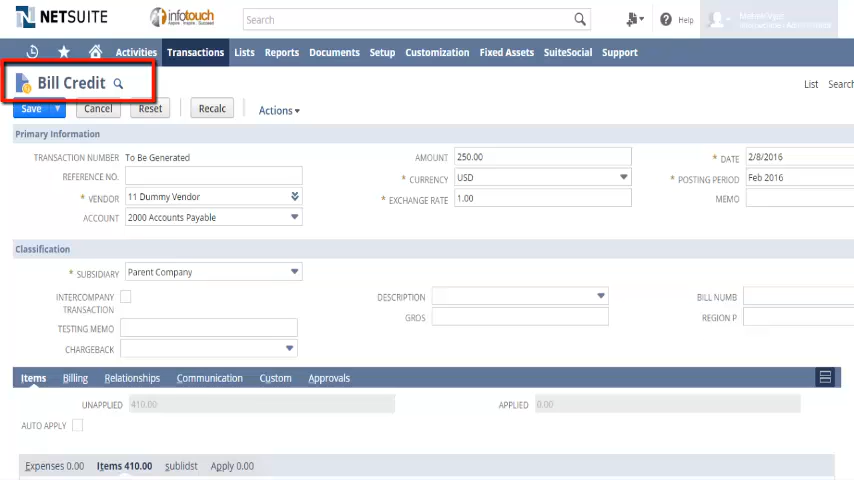 NETSUITE
infotouch
Inspire. Support. Succeed.
Search
Help
Activities Transactions Lists Reports Documents Setup Customization Fixed Assets SuiteSocial Support
Bill Credit
List Search
Save Cancel Reset Recalc Actions
Primary Information
TRANSACTION NUMBER To Be Generated
REFERENCE NO.
* VENDOR 11 Dummy Vendor
ACCOUNT 2000 Accounts Payable
AMOUNT 250.00
* CURRENCY USD
* EXCHANGE RATE 1.00
* DATE 2/8/2016
* POSTING PERIOD Feb 2016
MEMO
Classification
* SUBSIDIARY Parent Company
INTERCOMPANY
TRANSACTION
TESTING MEMO
CHARGEBACK
DESCRIPTION
GROS
BILL NUMB
REGION P
Items Billing Relationships Communication Custom Approvals
UNAPPLIED 410.00
APPLIED 0.00
AUTO APPLY
Expenses 0.00 Items 410.00 sublidst Apply 0.00